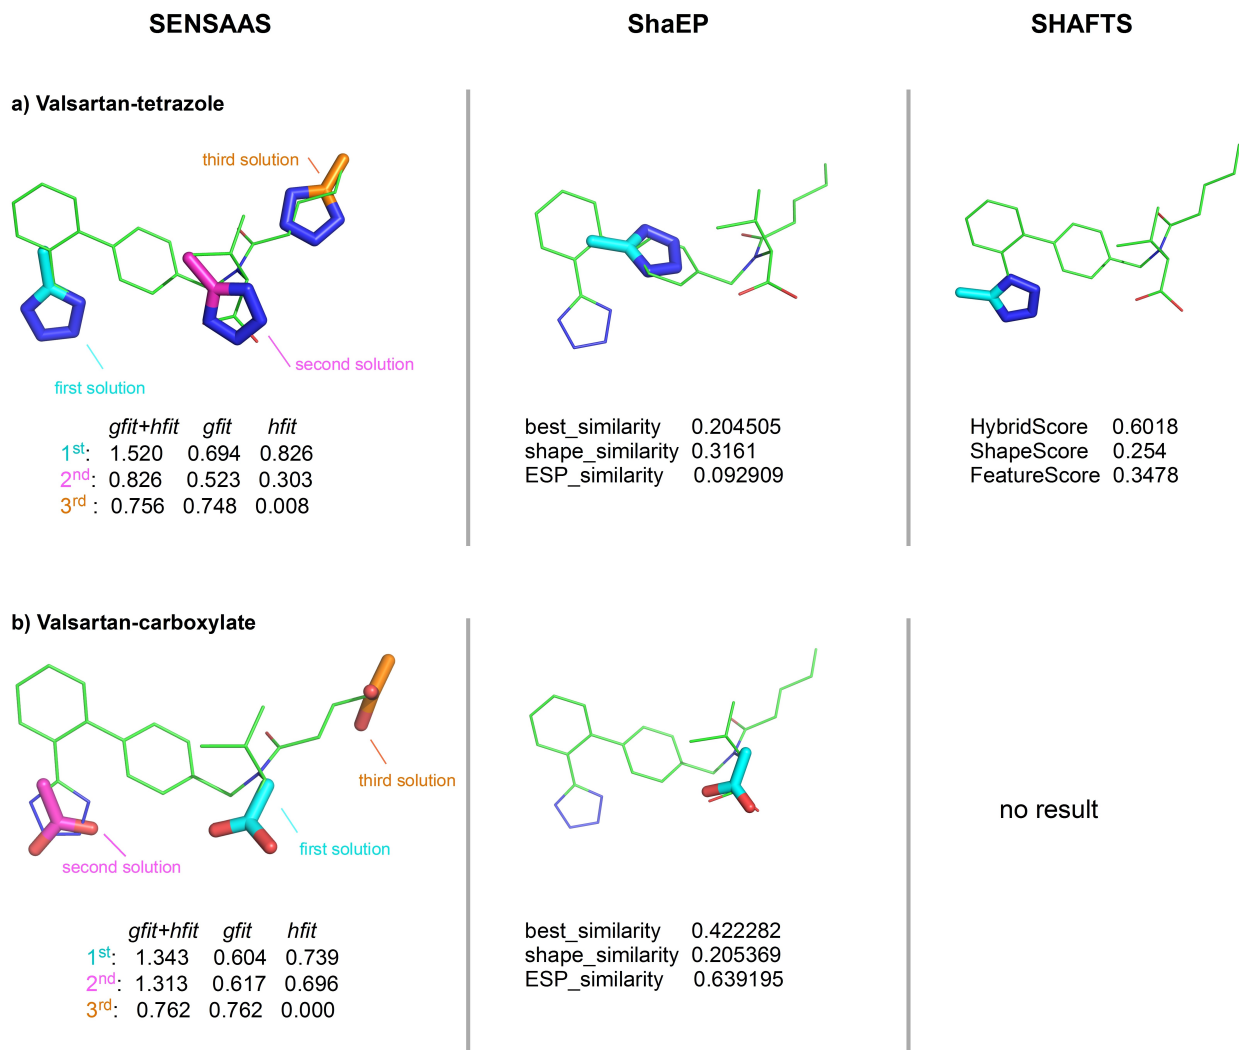 SENSAAS ShaEP SHAFTS
a) Valsartan-tetrazole
third solution
second solution
first solution
gfit+hfit gfit hfit
1st: 1.520 0.694 0.826
2nd: 0.826 0.523 0.303
3rd : 0.756 0.748 0.008
best_similarity 0.204505
shape_similarity 0.3161
ESP_similarity 0.092909
HybridScore 0.6018
ShapeScore 0.254
FeatureScore 0.3478
b) Valsartan-carboxylate
third solution
first solution
second solution
gfit+hfit gfit hfit
1st: 1.343 0.604 0.739
2nd: 1.313 0.617 0.696
3rd: 0.762 0.762 0.000
best_similarity 0.422282
shape_similarity 0.205369
ESP_similarity 0.639195
no result